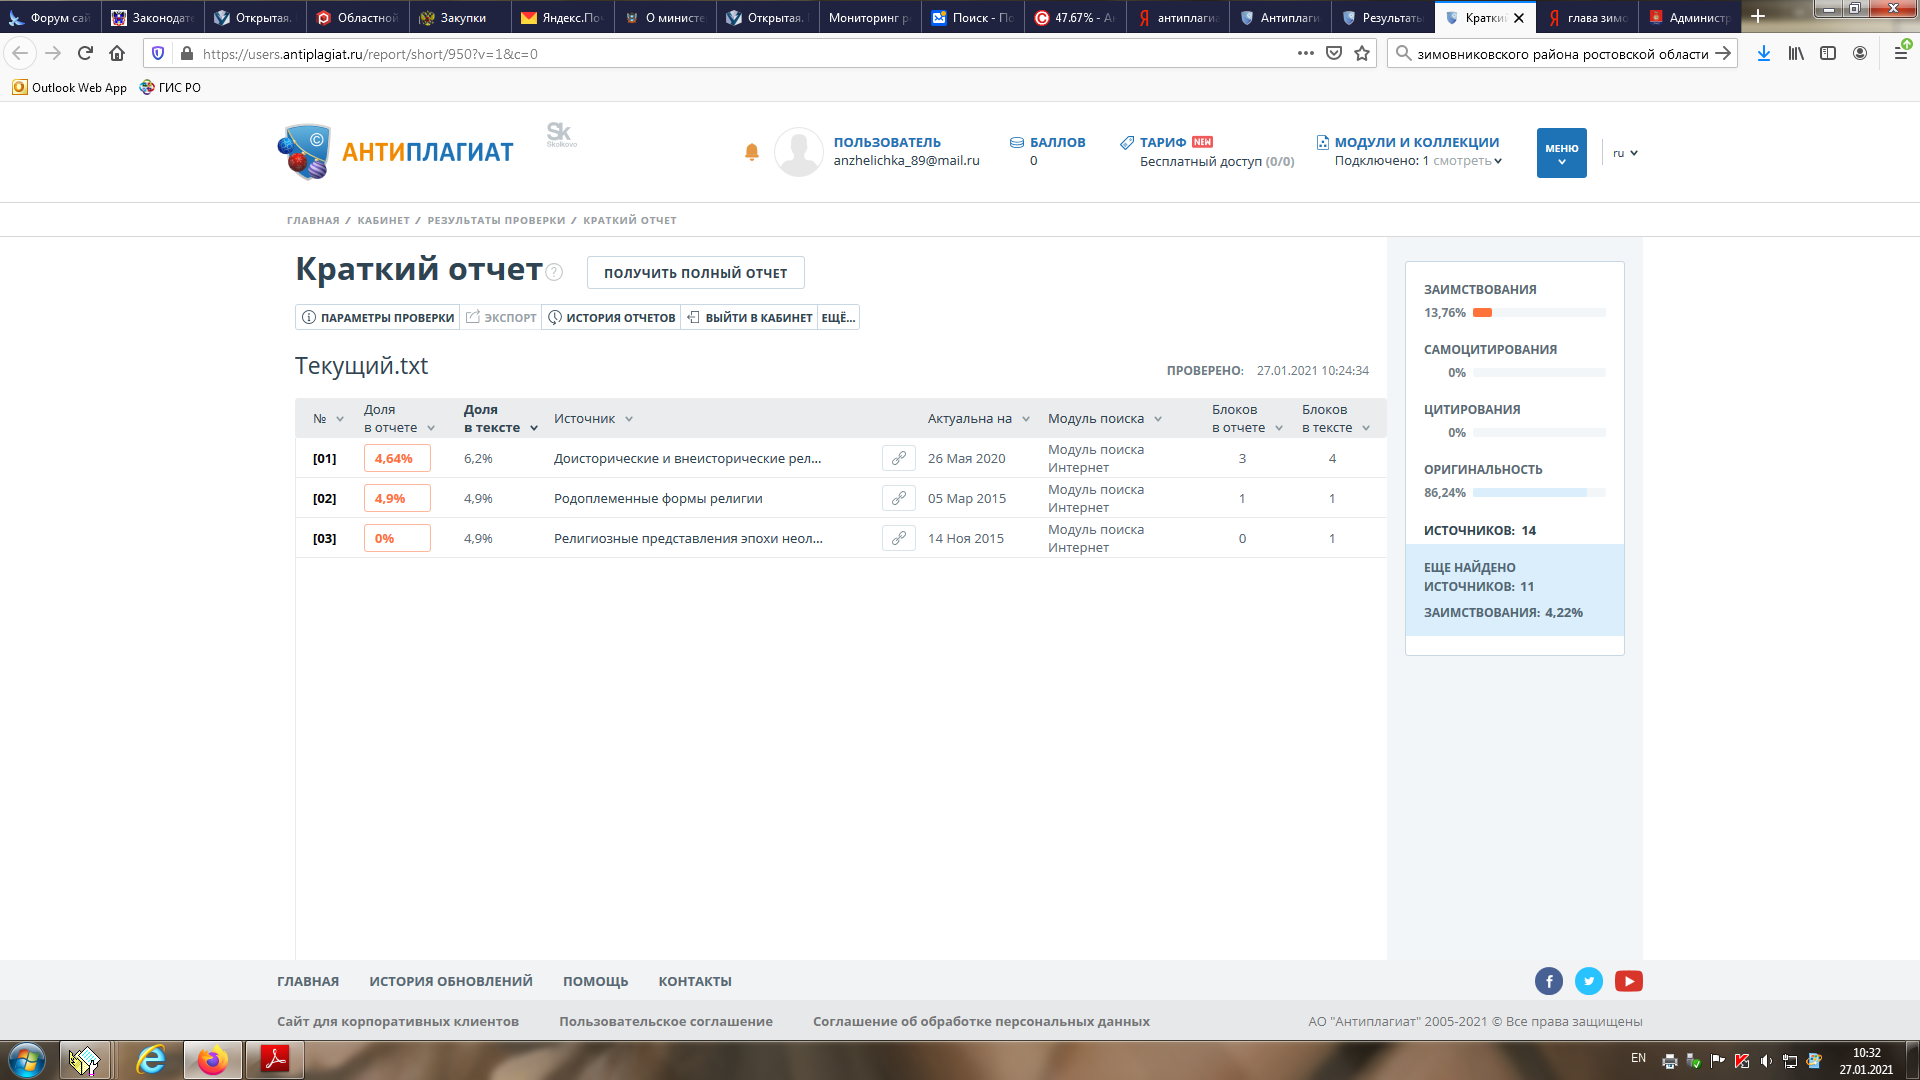 Форум сай
Законодате
Открытая.
Областной
Закупки
Яндекс.По
О министе
Открытая.
Мониторинг р
Поиск - По
47.67% - А
антиплагиа
Антиплаги
Результаты
Краткий
глава зимо
Администр
https://users.antiplagiat.ru/report/short/950?v=1&c=0
зимовниковского района ростовской области
Outlook Web App
ГИС РО
©
АНТИПЛАГИАТ
Sk
Skolkovo
ПОЛЬЗОВАТЕЛЬ
anzhelichka_89@mail.ru
БАЛЛОВ
0
ТАРИФ NEW
Бесплатный доступ (0/0)
МОДУЛИ И КОЛЛЕКЦИИ
Подключено: 1 смотреть
МЕНЮ
ru
ГЛАВНАЯ / КАБИНЕТ / РЕЗУЛЬТАТЫ ПРОВЕРКИ / КРАТКИЙ ОТЧЕТ
Краткий отчет ?
ПОЛУЧИТЬ ПОЛНЫЙ ОТЧЕТ
ПАРАМЕТРЫ ПРОВЕРКИ
ЭКСПОРТ
ИСТОРИЯ ОТЧЕТОВ
ВЫЙТИ В КАБИНЕТ
ЕЩЁ...
Текущий.txt
ПРОВЕРЕНО: 27.01.2021 10:24:34
№
Доля
в отчете
Доля
в тексте
Источник
Актуальна на
Модуль поиска
Блоков
в отчете
Блоков
в тексте
[01] 4,64% 6,2% Доисторические и внеисторические рел... 26 Мая 2020 Модуль поиска
Интернет 3 4
[02] 4,9% 4,9% Родоплеменные формы религии 05 Мар 2015 Модуль поиска
Интернет 1 1
[03] 0% 4,9% Религиозные представления эпохи неол... 14 Ноя 2015 Модуль поиска
Интернет 0 1
ЗАИМСТВОВАНИЯ
13,76%
САМОЦИТИРОВАНИЯ
0%
ЦИТИРОВАНИЯ
0%
ОРИГИНАЛЬНОСТЬ
86,24%
ИСТОЧНИКОВ: 14
ЕЩЕ НАЙДЕНО
ИСТОЧНИКОВ: 11
ЗАИМСТВОВАНИЯ: 4,22%
ГЛАВНАЯ
ИСТОРИЯ ОБНОВЛЕНИЙ
ПОМОЩЬ
КОНТАКТЫ
Сайт для корпоративных клиентов
Пользовательское соглашение
Соглашение об обработке персональных данных
АО "Антиплагиат" 2005-2021 © Все права защищены
EN
10:32
27.01.2021